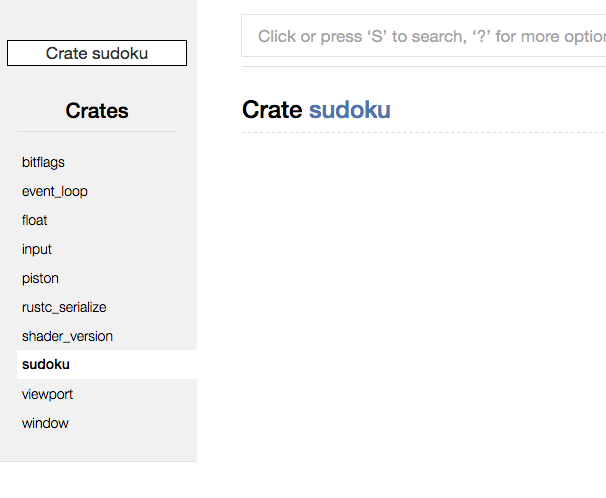 Crate sudoku
Crates
bitflags
event_loop
float
input
piston
rustc_serialize
shader_version
sudoku
viewport
window
Click or press ‘S’ to search, ‘?’ for more option
Crate sudoku